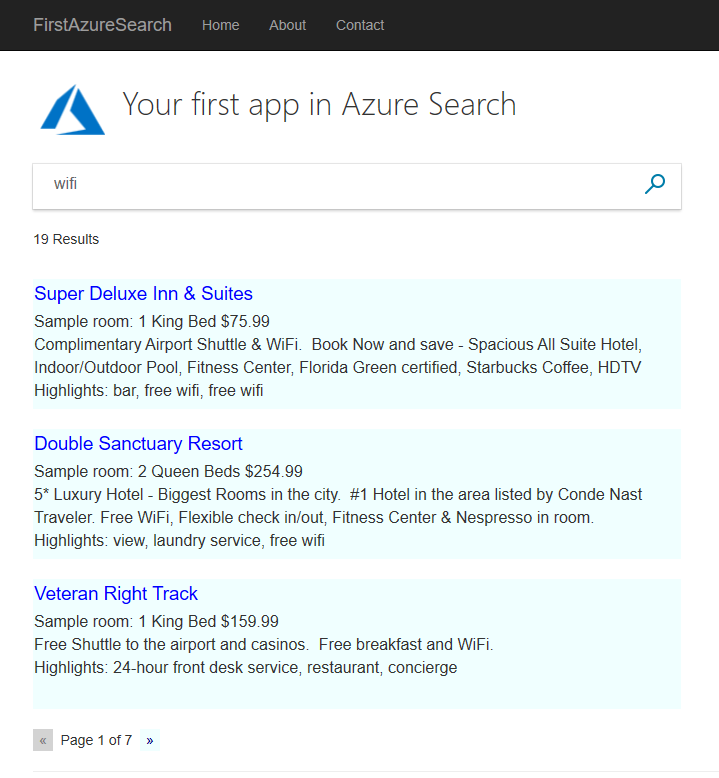 FirstAzureSearch Home About Contact
Your first app in Azure Search
wifi
19 Results
Super Deluxe Inn & Suites
Sample room: 1 King Bed $75.99
Complimentary Airport Shuttle & WiFi.  Book Now and save - Spacious All Suite Hotel,
Indoor/Outdoor Pool, Fitness Center, Florida Green certified, Starbucks Coffee, HDTV
Highlights: bar, free wifi, free wifi
Double Sanctuary Resort
Sample room: 2 Queen Beds $254.99
5* Luxury Hotel - Biggest Rooms in the city.  #1 Hotel in the area listed by Conde Nast
Traveler. Free WiFi, Flexible check in/out, Fitness Center & Nespresso in room.
Highlights: view, laundry service, free wifi
Veteran Right Track
Sample room: 1 King Bed $159.99
Free Shuttle to the airport and casinos.  Free breakfast and WiFi.
Highlights: 24-hour front desk service, restaurant, concierge
« Page 1 of 7 »